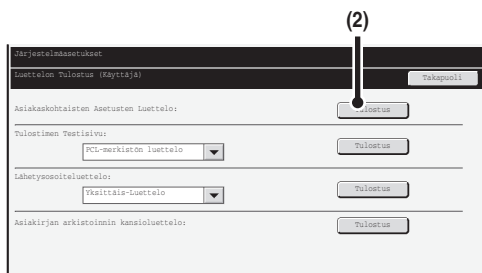 (2)
Järjestelmäasetukset
Luettelon Tulostus (Käyttäjä)
Takapuoli
Asiakaskohtaisten Asetusten Luettelo:
Tulostus
Tulostimen Testisivu:
PCL-merkistön luettelo
Tulostus
Lähetysosoiteluettelo:
Yksittäis-Luettelo
Tulostus
Asiakirjan arkistoinnin kansioluettelo:
Tulostus